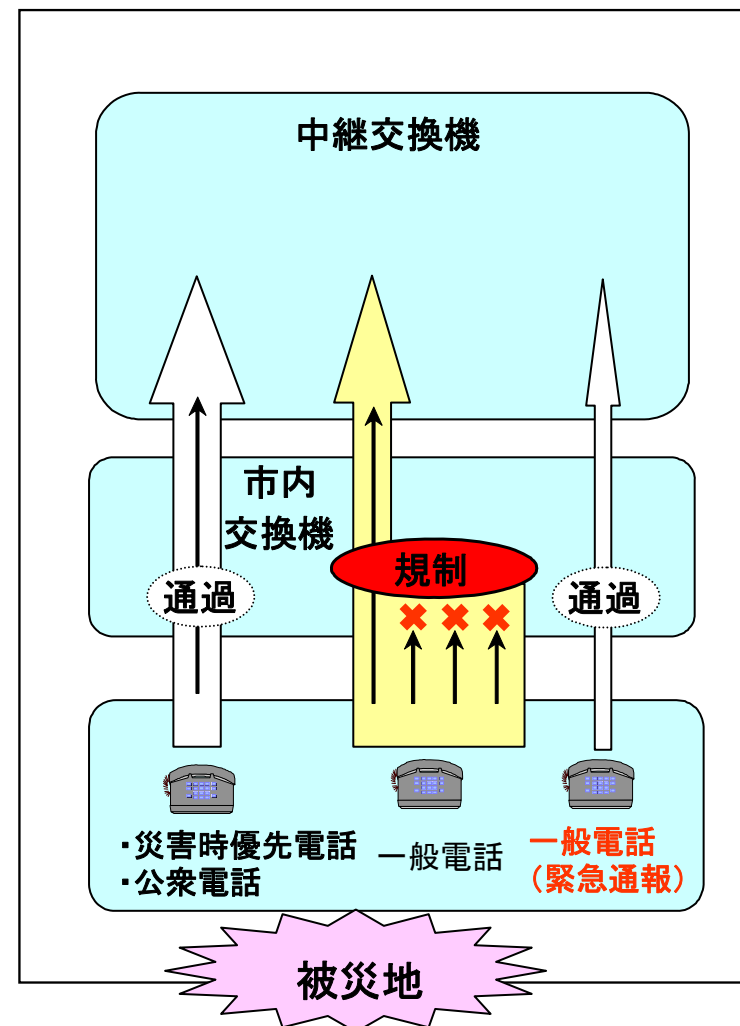 中継交換機
市内
交換機
規制
通過
通過
・災害時優先電話
・公衆電話
一般電話
一般電話
（緊急通報）
被災地